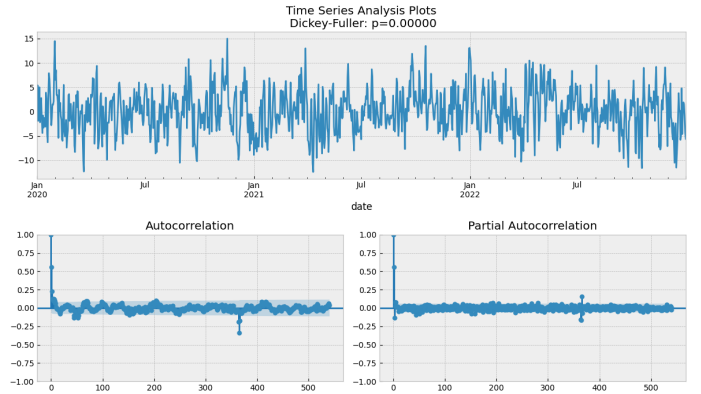 Time Series Analysis Plots
Dickey-Fuller: p=0.00000
15
10
5
0
−5
−10
Jan
2020
Jul
Jan
2021
Jul
Jan
2022
Jul
date
Autocorrelation
1.00
0.75
0.50
0.25
0.00
−0.25
−0.50
−0.75
−1.00
0 100 200 300 400 500
Partial Autocorrelation
1.00
0.75
0.50
0.25
0.00
−0.25
−0.50
−0.75
−1.00
0 100 200 300 400 500